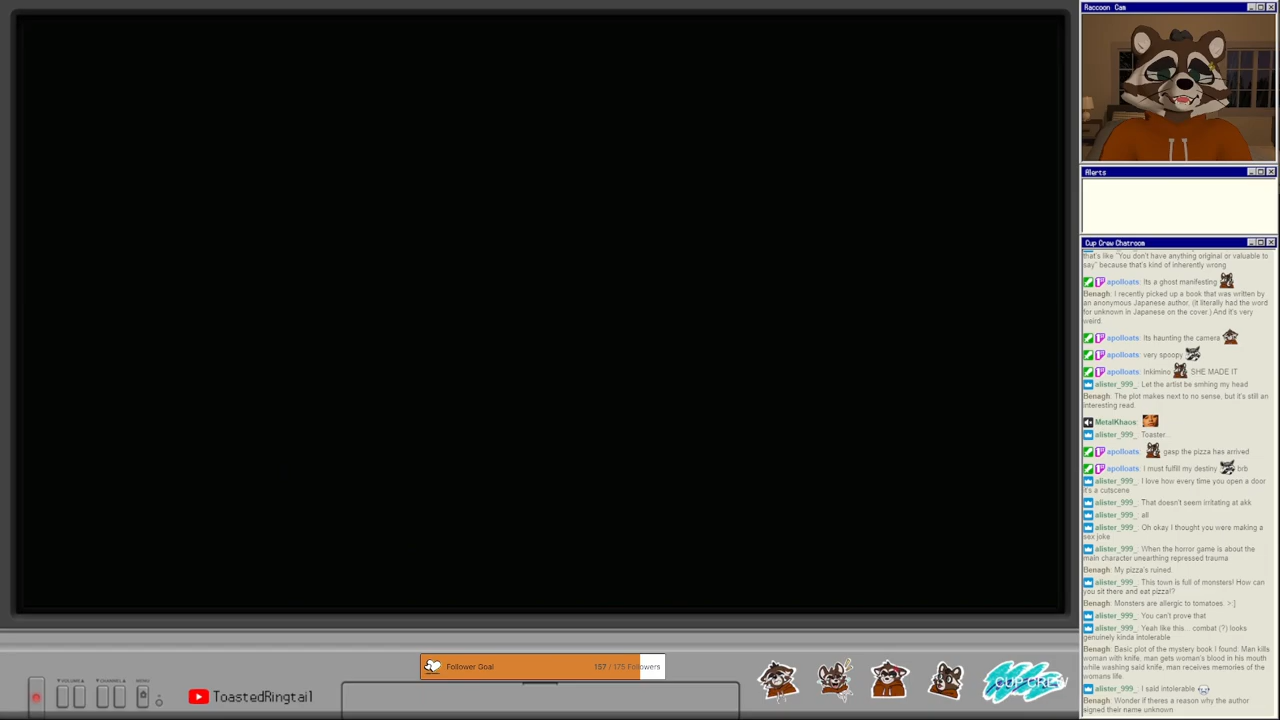 Raccoon Cam
Alerts
Cup Crew Chatroom
that's like "You don't have anything original or valuable to
say" because that's kind of inherently wrong
apolloats: Its a ghost manifesting
Benagh: I recently picked up a book that was written by
an anonymous Japanese author, (it literally had the word
for unknown in Japanese on the cover.) And it's very
weird.
apolloats: Its haunting the camera
apolloats: very spoopy
apolloats: Inkimino SHE MADE IT
alister_999_: Let the artist be smhing my head
Benagh: The plot makes next to no sense, but it's still an
interesting read.
MetalKhaos:
alister_999_: Toaster...
apolloats: gasp the pizza has arrived
apolloats: I must fulfill my destiny brb
alister_999_: I love how every time you open a door
it's a cutscene
alister_999_: That doesn't seem irritating at akk
alister_999_: all
alister_999_: Oh okay I thought you were making a
sex joke
alister_999_: When the horror game is about the
main character unearthing repressed trauma
Benagh: My pizza's ruined.
alister_999_: This town is full of monsters! How can
you sit there and eat pizza!?
Benagh: Monsters are allergic to tomatoes. >:]
alister_999_: You can't prove that
alister_999_: Yeah like this... combat (?) looks
genuinely kinda intolerable
Benagh: Basic plot of the mystery book I found: Man kills
woman with knife, man gets woman's blood in his mouth
while washing said knife, man receives memories of the
womans life.
alister_999_: I said intolerable
Benagh: Wonder if theres a reason why the author
signed their name unknown
Follower Goal 157 / 175 Followers
VOLUME CHANNEL MENU
ToastedRingtail
CUP CREW